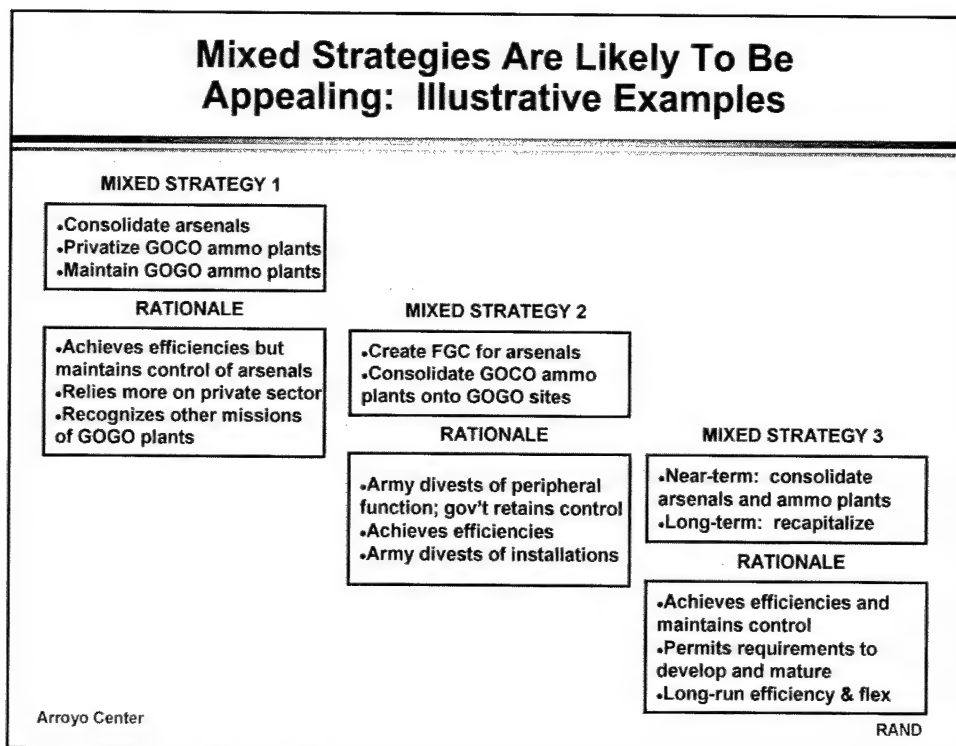 Mixed Strategies Are Likely To Be
Appealing: Illustrative Examples
MIXED STRATEGY 1
•Consolidate arsenals
•Privatize GOCO ammo plants
•Maintain GOGO ammo plants
RATIONALE
•Achieves efficiencies but
maintains control of arsenals
•Relies more on private sector
•Recognizes other missions
of GOGO plants
MIXED STRATEGY 2
•Create FGC for arsenals
•Consolidate GOCO ammo
plants onto GOGO sites
RATIONALE
•Army divests of peripheral
function; gov't retains control
•Achieves efficiencies
•Army divests of installations
MIXED STRATEGY 3
•Near-term: consolidate
arsenals and ammo plants
•Long-term: recapitalize
RATIONALE
•Achieves efficiencies and
maintains control
•Permits requirements to
develop and mature
•Long-run efficiency & flex
Arroyo Center
RAND